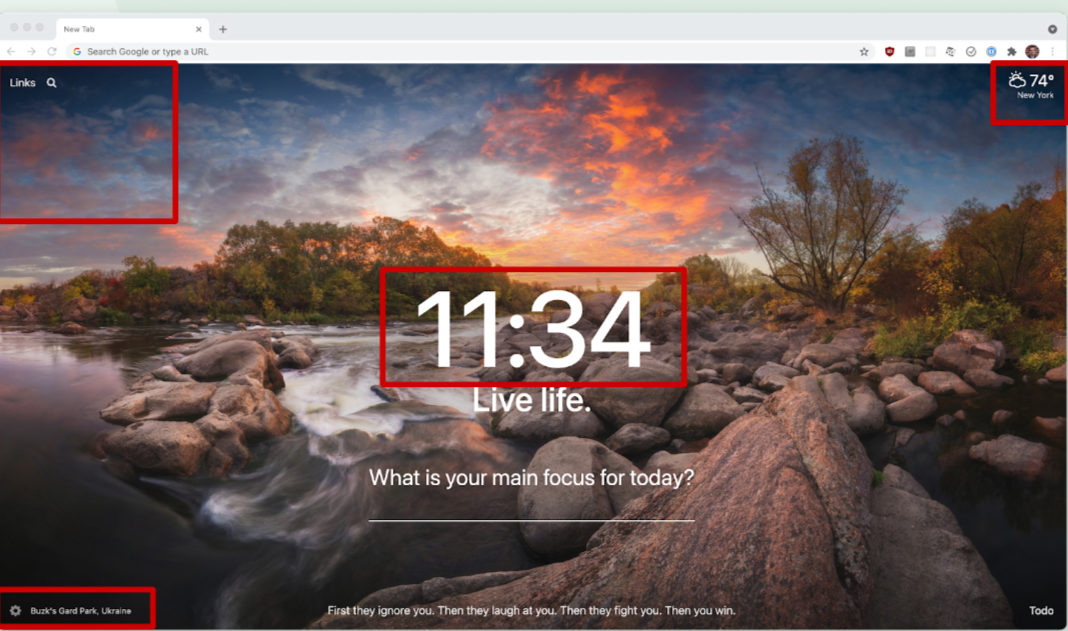 New Tab
Search Google or type a URL
Links
74°
New York
11:34
Live life.
What is your main focus for today?
Buzk's Gard Park, Ukraine
First they ignore you. Then they laugh at you. Then they fight you. Then you win.
Todo